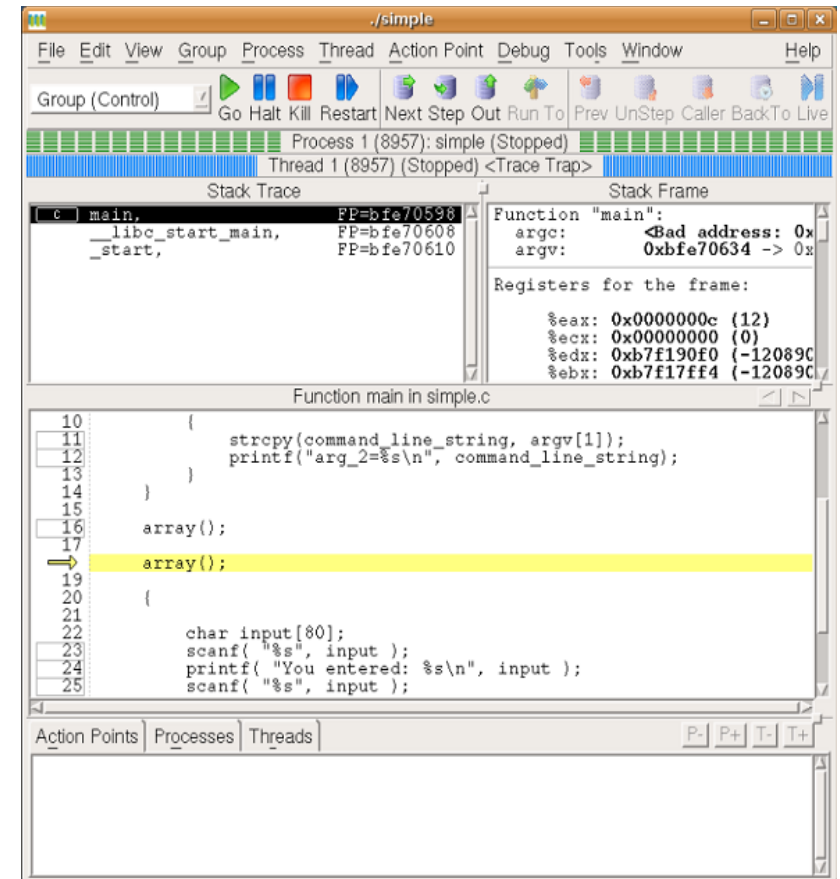 ./simple
File Edit View Group Process Thread Action Point Debug Tools Window Help
Group (Control) Go Halt Kill Restart Next Step Out Run To Prev UnStep Caller BackTo Live
Process 1 (8957): simple (Stopped)
Thread 1 (8957) (Stopped) <Trace Trap>
Stack Trace
C main, FP=bfe70598
__libc_start_main, FP=bfe70608
_start, FP=bfe70610
Stack Frame
Function "main":
argc: <Bad address: 0x
argv: 0xbfe70634 -> 0x
Registers for the frame:
%eax: 0x0000000c (12)
%ecx: 0x00000000 (0)
%edx: 0xb7f190f0 (-120890
%ebx: 0xb7f17ff4 (-120890
Function main in simple.c
10 {
11 strcpy(command_line_string, argv[1]);
12 printf("arg_2=%s\n", command_line_string);
13 }
14 }
15
16 array();
17
array();
19
20 {
21
22 char input[80];
23 scanf( "%s", input );
24 printf( "You entered: %s\n", input );
25 scanf( "%s", input );
Action Points Processes Threads P- P+ T- T+